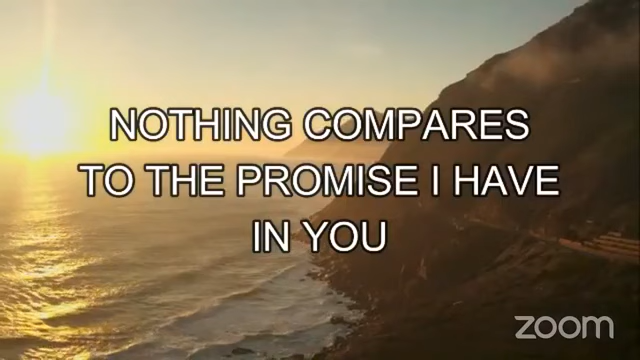 NOTHING COMPARES
TO THE PROMISE I HAVE
IN YOU
zoom